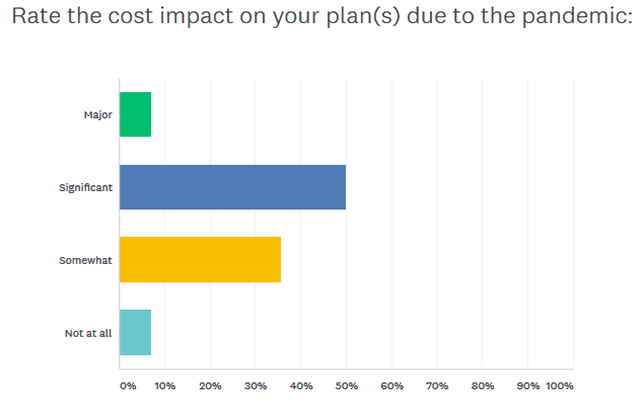 Rate the cost impact on your plan(s) due to the pandemic:
Major
Significant
Somewhat
Not at all
0% 10% 20% 30% 40% 50% 60% 70% 80% 90% 100%